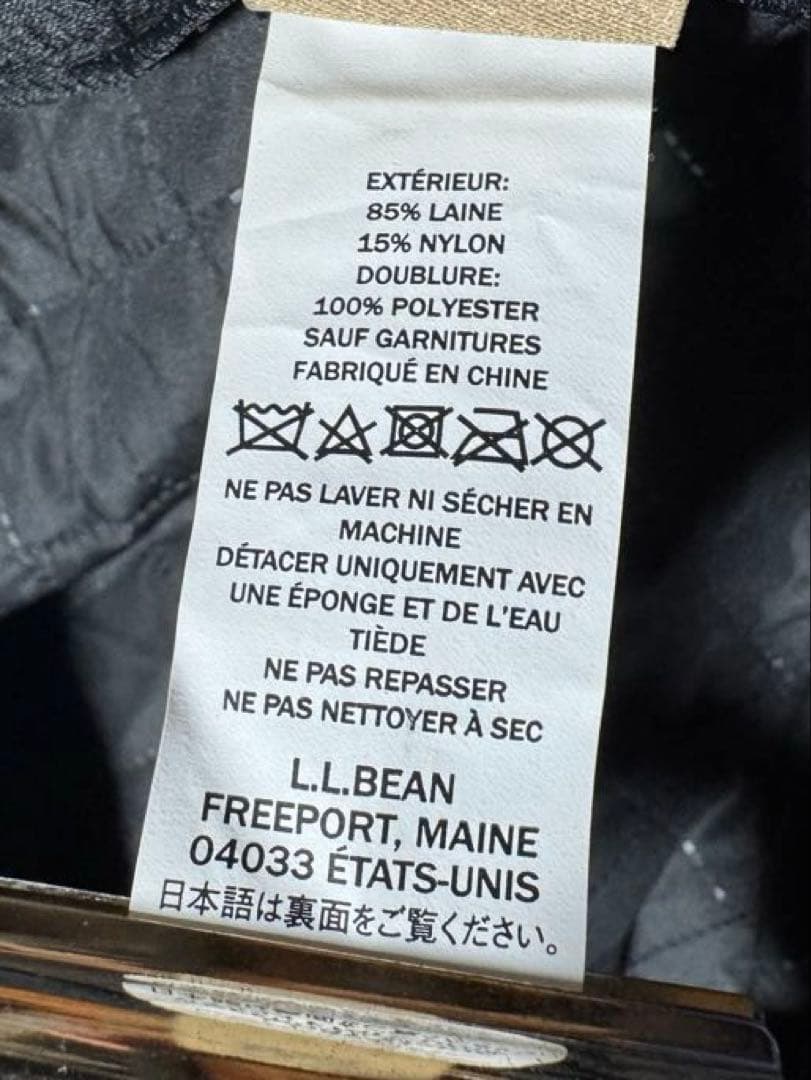 EXTÉRIEUR:
85% LAINE
15% NYLON
DOUBLURE:
100% POLYESTER
SAUF GARNITURES
FABRIQUÉ EN CHINE
NE PAS LAVER NI SÉCHER EN
MACHINE
DÉTACER UNIQUEMENT AVEC
UNE ÉPONGE ET DE L'EAU
TIÈDE
NE PAS REPASSER
NE PAS NETTOYER À SEC
L.L.BEAN
FREEPORT, MAINE
04033 ÉTATS-UNIS
日本語は裏面をご覧ください。